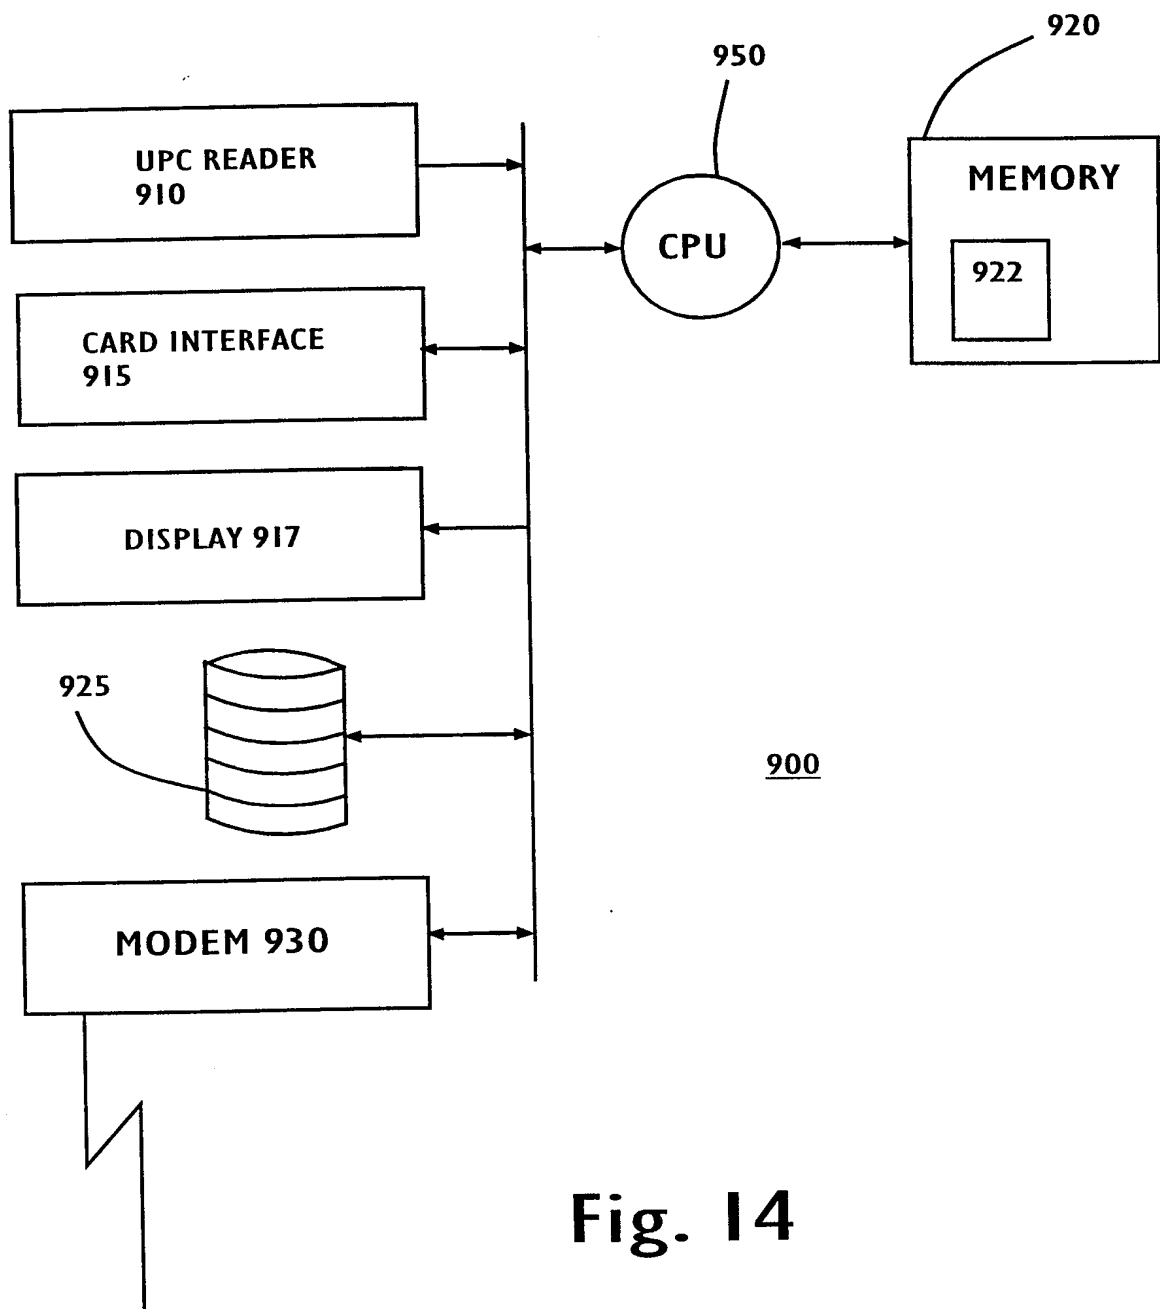 920
950
UPC READER
910
MEMORY
CPU
922
CARD INTERFACE
915
DISPLAY 917
925
900
MODEM 930
Fig. 14